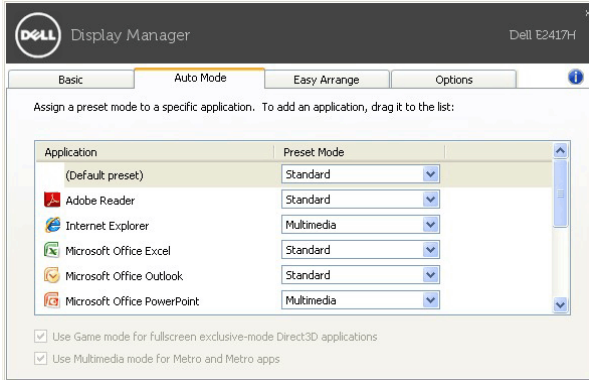 DELL Display Manager Dell E2417H
Basic Auto Mode Easy Arrange Options
Assign a preset mode to a specific application. To add an application, drag it to the list:
Application Preset Mode
(Default preset) Standard
Adobe Reader Standard
Internet Explorer Multimedia
Microsoft Office Excel Standard
Microsoft Office Outlook Standard
Microsoft Office PowerPoint Multimedia
Use Game mode for fullscreen exclusive-mode Direct3D applications
Use Multimedia mode for Metro and Metro apps